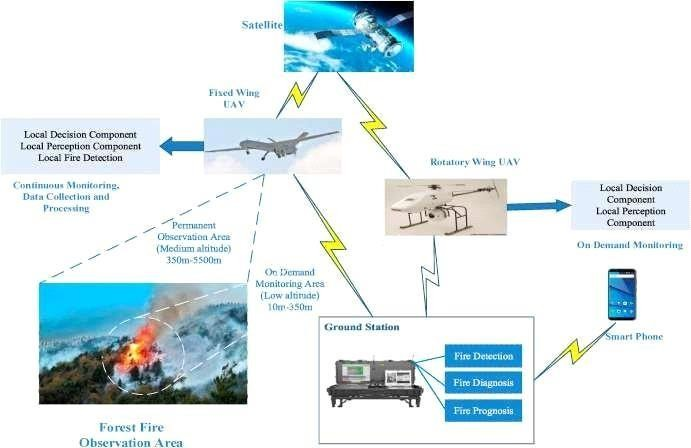 Satellite
Fixed Wing
UAV
Local Decision Component
Local Perception Component
Local Fire Detection
Continuous Monitoring,
Data Collection and
Processing
Rotatory Wing UAV
Local Decision
Component
Local Perception
Component
On Demand Monitoring
Permanent
Observation Area
(Medium altitude)
350m-5500m
On Demand
Monitoring Area
(Low altitude)
10m-350m
Smart Phone
Ground Station
Fire Detection
Fire Diagnosis
Fire Prognosis
Forest Fire
Observation Area